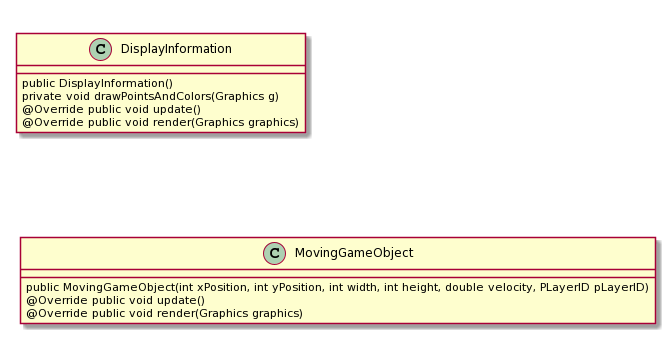 C DisplayInformation
public DisplayInformation()
private void drawPointsAndColors(Graphics g)
@Override public void update()
@Override public void render(Graphics graphics)
C MovingGameObject
public MovingGameObject(int xPosition, int yPosition, int width, int height, double velocity, PLayerID pLayerID)
@Override public void update()
@Override public void render(Graphics graphics)